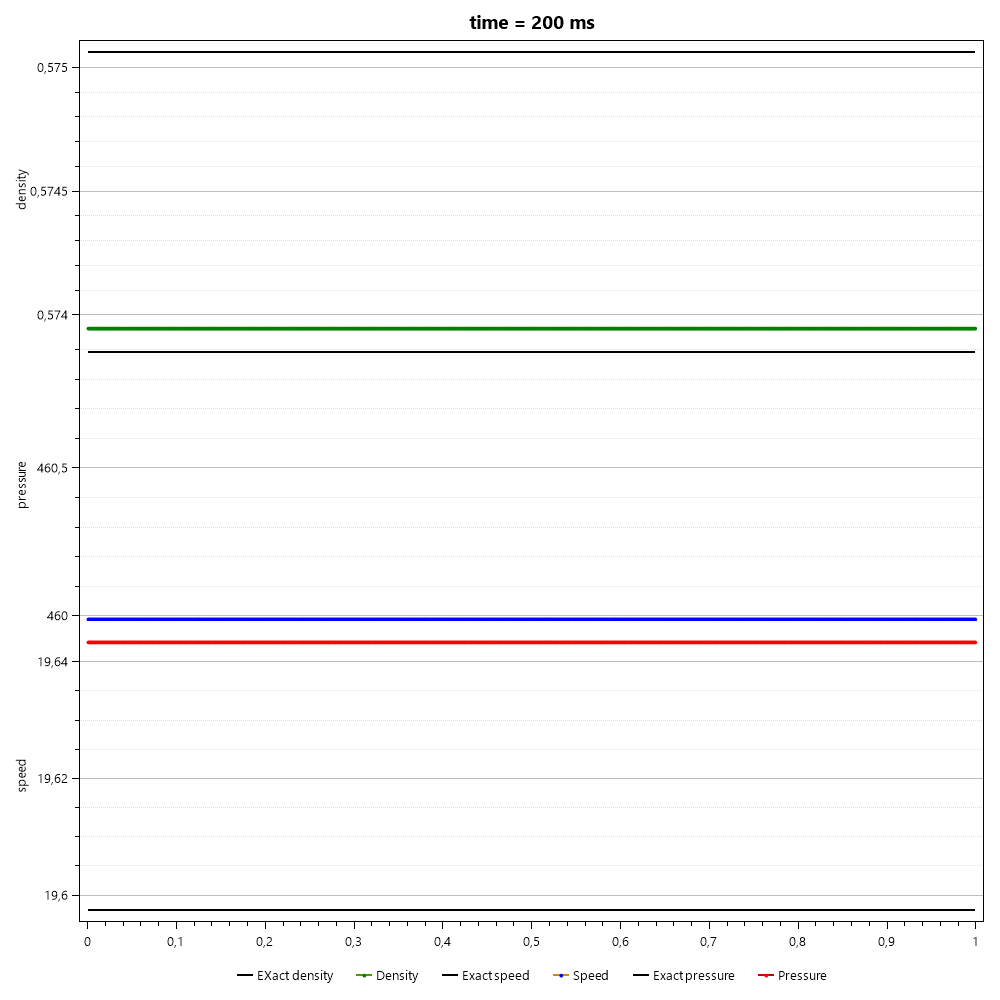 time = 200 ms
0,575
density
0,5745
0,574
460,5
pressure
460
19,64
speed
19,62
19,6
0 0,1 0,2 0,3 0,4 0,5 0,6 0,7 0,8 0,9 1
EXact density Density Exact speed Speed Exact pressure Pressure